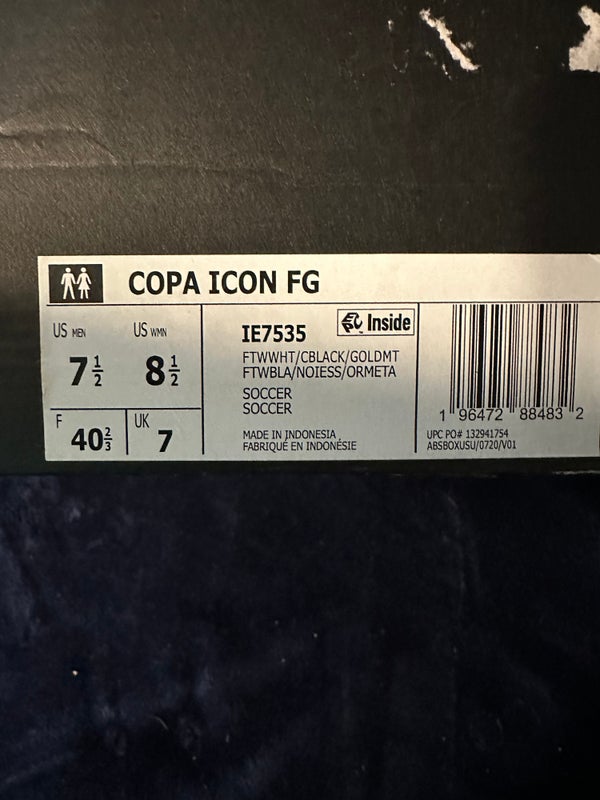 COPA ICON FG
US MEN
7 1/2
US WMN
8 1/2
F
40 2/3
UK
7
IE7535
Inside
FTWWHT/CBLACK/GOLDMT
FTWBLA/NOIESS/ORMETA
SOCCER
SOCCER
MADE IN INDONESIA
FABRIQUÉ EN INDONÉSIE
1 96472 88483 2
UPC PO# 132941754
ABSBOXUSU/0720/V01